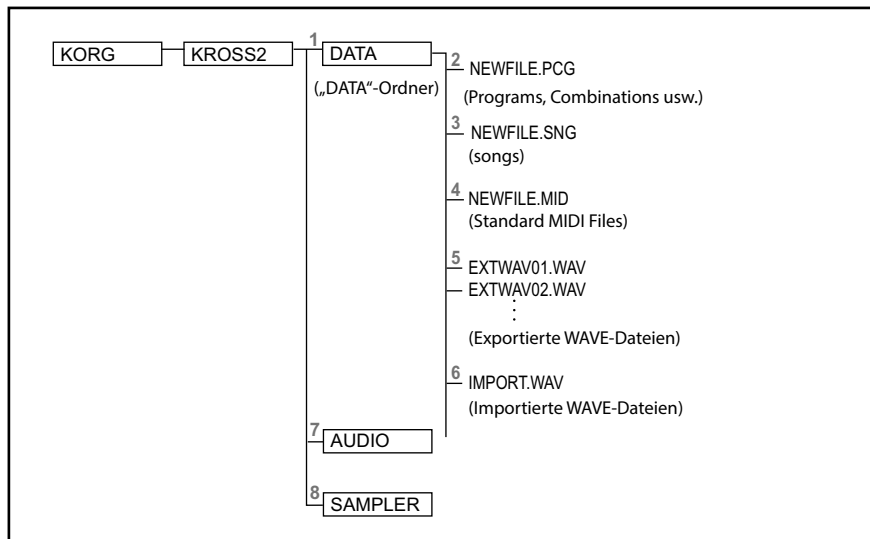 KORG KROSS2 1 DATA
(„DATA“-Ordner)
2 NEWFILE.PCG
(Programs, Combinations usw.)
3 NEWFILE.SNG
(songs)
4 NEWFILE.MID
(Standard MIDI Files)
5 EXTWAV01.WAV
EXTWAV02.WAV
(Exportierte WAVE-Dateien)
6 IMPORT.WAV
(Importierte WAVE-Dateien)
7 AUDIO
8 SAMPLER